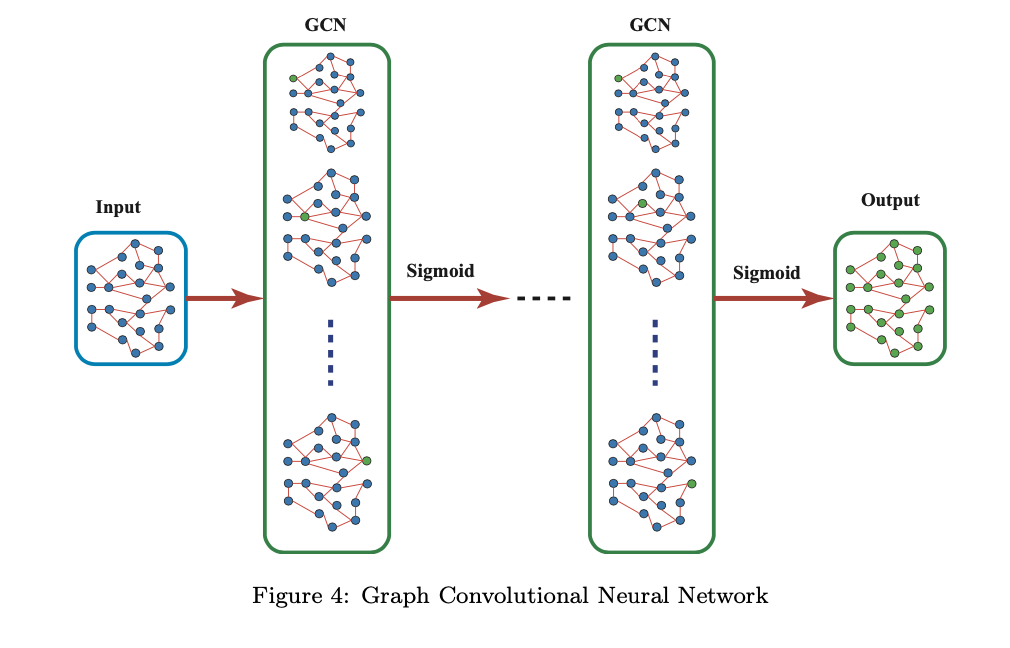 GCN
GCN
Input
Sigmoid
Sigmoid
Output
Figure 4: Graph Convolutional Neural Network